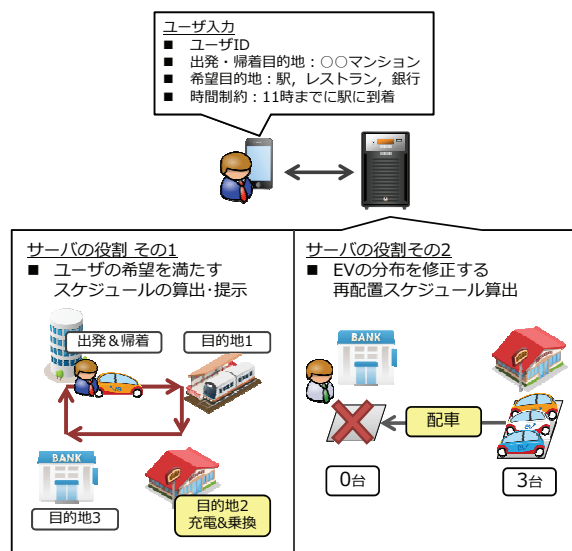 ユーザ入力
■ ユーザID
■ 出発・帰着目的地：○○マンション
■ 希望目的地：駅，レストラン，銀行
■ 時間制約：11時までに駅に到着
サーバの役割 その1
■ ユーザの希望を満たす
スケジュールの算出・提示
出発＆帰着
目的地1
BANK
目的地3
目的地2
充電&乗換
サーバの役割その2
■ EVの分布を修正する
再配置スケジュール算出
BANK
配車
0台
3台